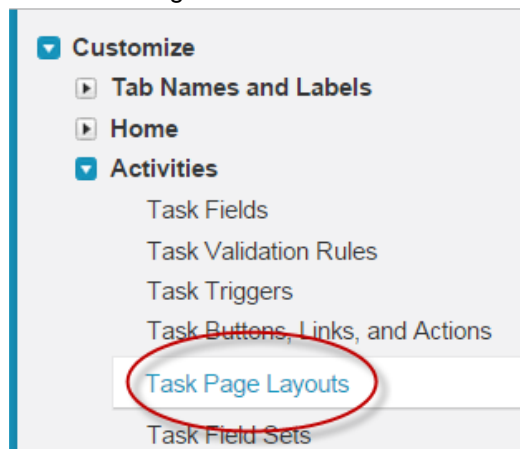 Customize
Tab Names and Labels
Home
Activities
Task Fields
Task Validation Rules
Task Triggers
Task Buttons, Links, and Actions
Task Page Layouts
Task Field Sets